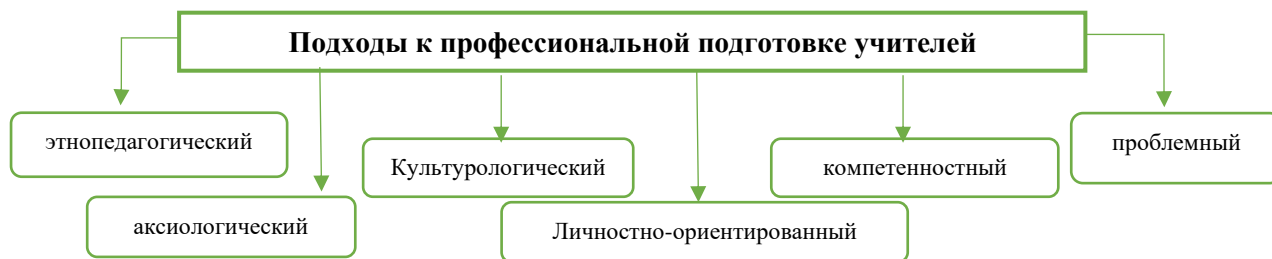 Подходы к профессиональной подготовке учителей
этнопедагогический
аксиологический
Культурологический
Личностно-ориентированный
компетенностный
проблемный